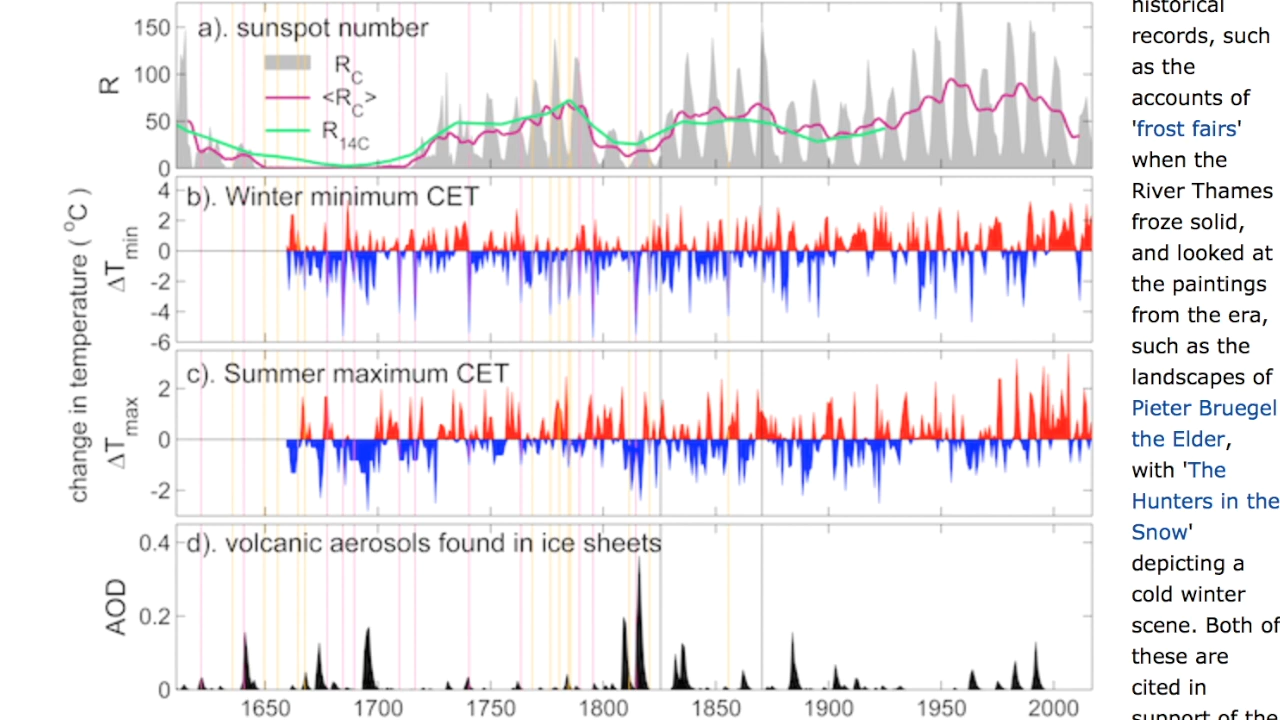 a). sunspot number
R_C
<R_C>
R_14C
R
150
100
50
0
change in temperature ( °C )
b). Winter minimum CET
ΔT_min
4
2
0
-2
-4
-6
c). Summer maximum CET
ΔT_max
2
0
-2
d). volcanic aerosols found in ice sheets
AOD
0.4
0.2
0
1650 1700 1750 1800 1850 1900 1950 2000
historical
records, such
as the
accounts of
'frost fairs'
when the
River Thames
froze solid,
and looked at
the paintings
from the era,
such as the
landscapes of
Pieter Bruegel
the Elder,
with 'The
Hunters in the
Snow'
depicting a
cold winter
scene. Both of
these are
cited in
support of the